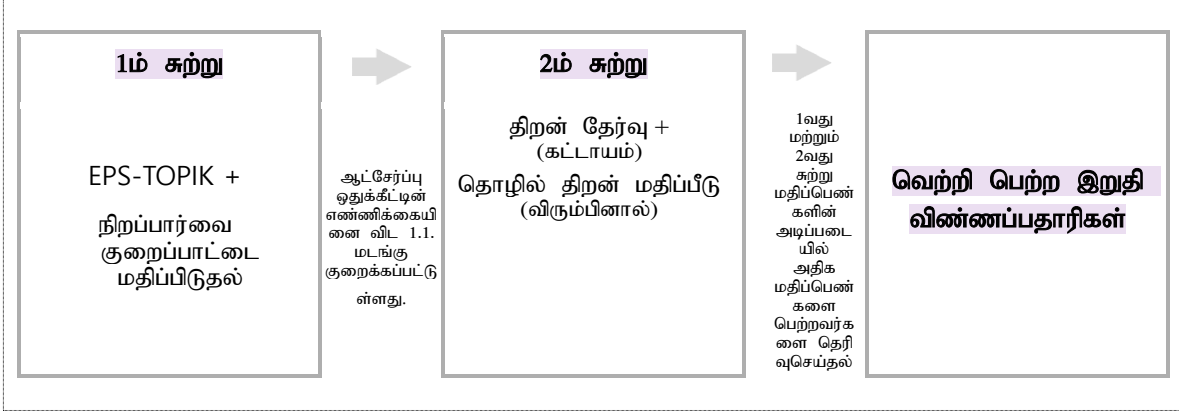 1ம் சுற்று
EPS-TOPIK +
நிறப்பார்வை
குறைப்பாட்டை
மதிப்பிடுதல்
ஆட்சேர்ப்பு
ஒதுக்கீட்டின்
எண்ணிக்கையி
னை விட 1.1.
மடங்கு
குறைக்கப்பட்டு
ள்ளது.
2ம் சுற்று
திறன் தேர்வு +
(கட்டாயம்)
தொழில் திறன் மதிப்பீடு
(விரும்பினால்)
1வது
மற்றும்
2வது
சுற்று
மதிப்பெண்
களின்
அடிப்படை
யில்
அதிக
மதிப்பெண்
களை
பெற்றவர்க
ளை தெரி
வுசெய்தல்
வெற்றி பெற்ற இறுதி
விண்ணப்பதாரிகள்